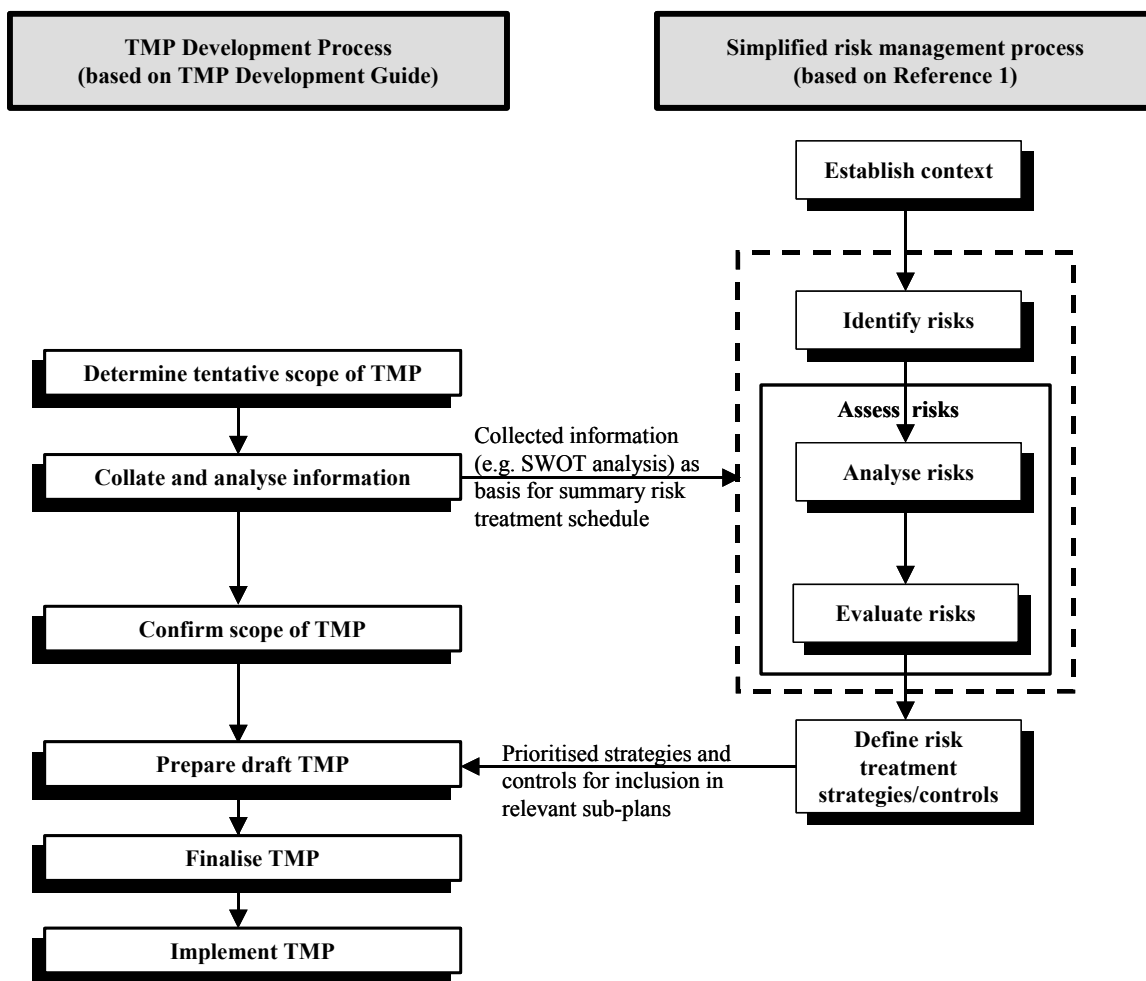 TMP Development Process
(based on TMP Development Guide)
Simplified risk management process
(based on Reference 1)
Establish context
Identify risks
Determine tentative scope of TMP
Assess risks
Collected information
(e.g. SWOT analysis) as
basis for summary risk
treatment schedule
Collate and analyse information
Analyse risks
Evaluate risks
Confirm scope of TMP
Prepare draft TMP
Prioritised strategies and
controls for inclusion in
relevant sub-plans
Define risk
treatment
strategies/controls
Finalise TMP
Implement TMP